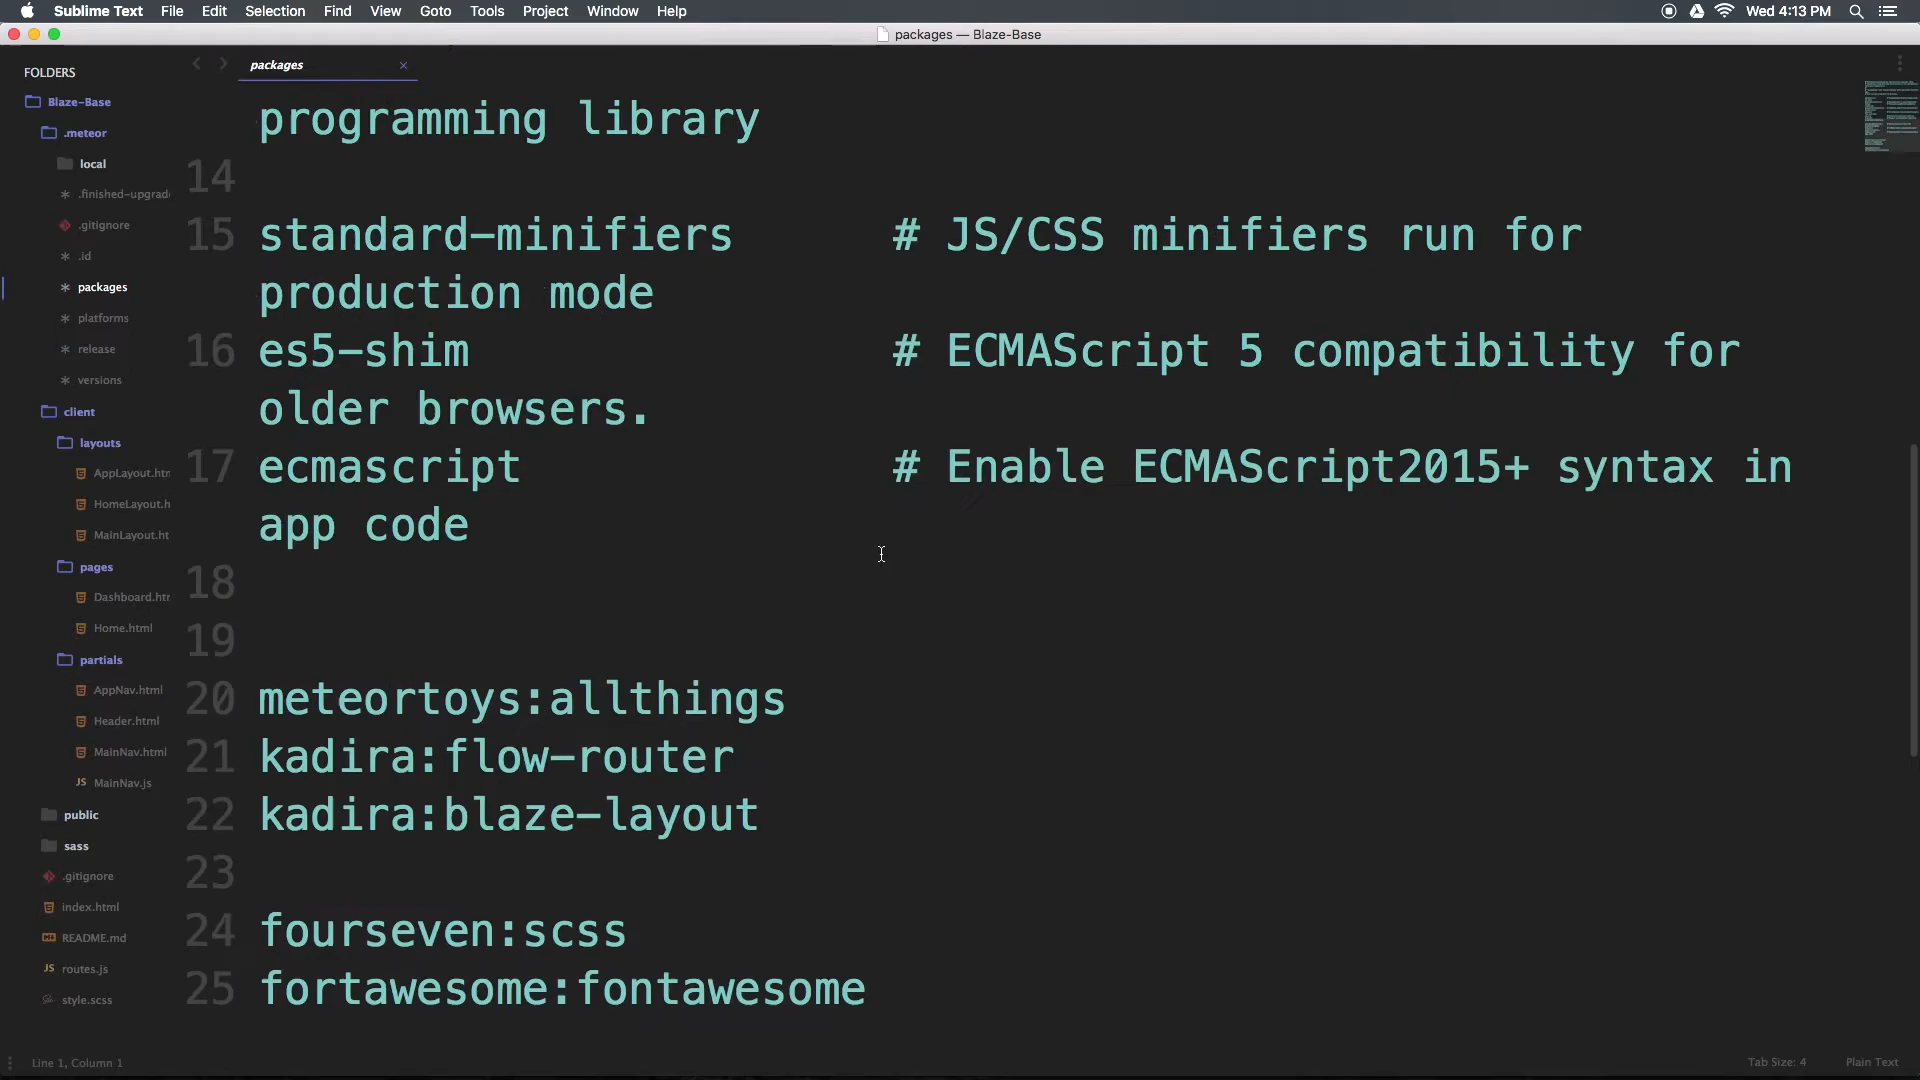 Sublime Text File Edit Selection Find View Goto Tools Project Window Help Wed 4:13 PM
packages — Blaze-Base
FOLDERS
Blaze-Base
.meteor
local
.finished-upgrad
.gitignore
.id
packages
platforms
release
versions
client
layouts
AppLayout.htm
HomeLayout.h
MainLayout.ht
pages
Dashboard.htm
Home.html
partials
AppNav.html
Header.html
MainNav.html
JS MainNav.js
public
sass
.gitignore
index.html
README.md
JS routes.js
style.scss
packages
programming library
14
15 standard-minifiers # JS/CSS minifiers run for
production mode
16 es5-shim # ECMAScript 5 compatibility for
older browsers.
17 ecmascript # Enable ECMAScript2015+ syntax in
app code
18
19
20 meteortoys:allthings
21 kadira:flow-router
22 kadira:blaze-layout
23
24 fourseven:scss
25 fortawesome:fontawesome
Line 1, Column 1 Tab Size: 4 Plain Text